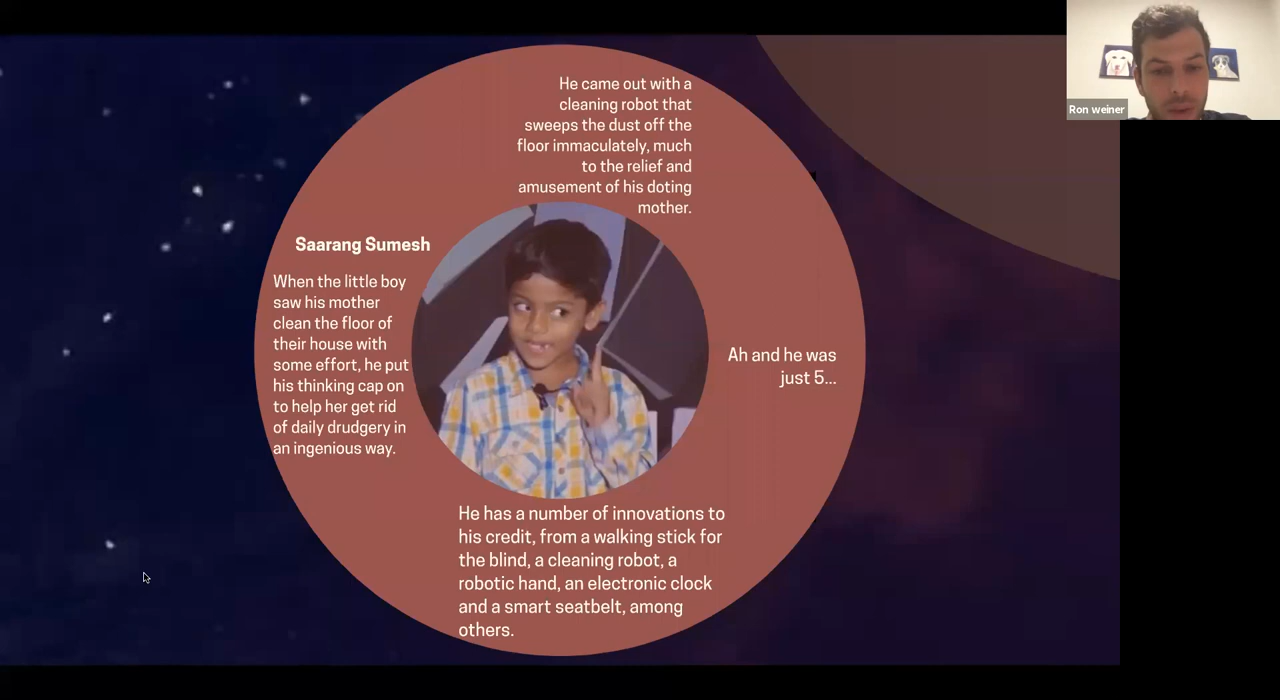 He came out with a
cleaning robot that
sweeps the dust off the
floor immaculately, much
to the relief and
amusement of his doting
mother.
Saarang Sumesh
When the little boy
saw his mother
clean the floor of
their house with
some effort, he put
his thinking cap on
to help her get rid
of daily drudgery in
an ingenious way.
Ah and he was
just 5...
He has a number of innovations to
his credit, from a walking stick for
the blind, a cleaning robot, a
robotic hand, an electronic clock
and a smart seatbelt, among
others.
Ron weiner